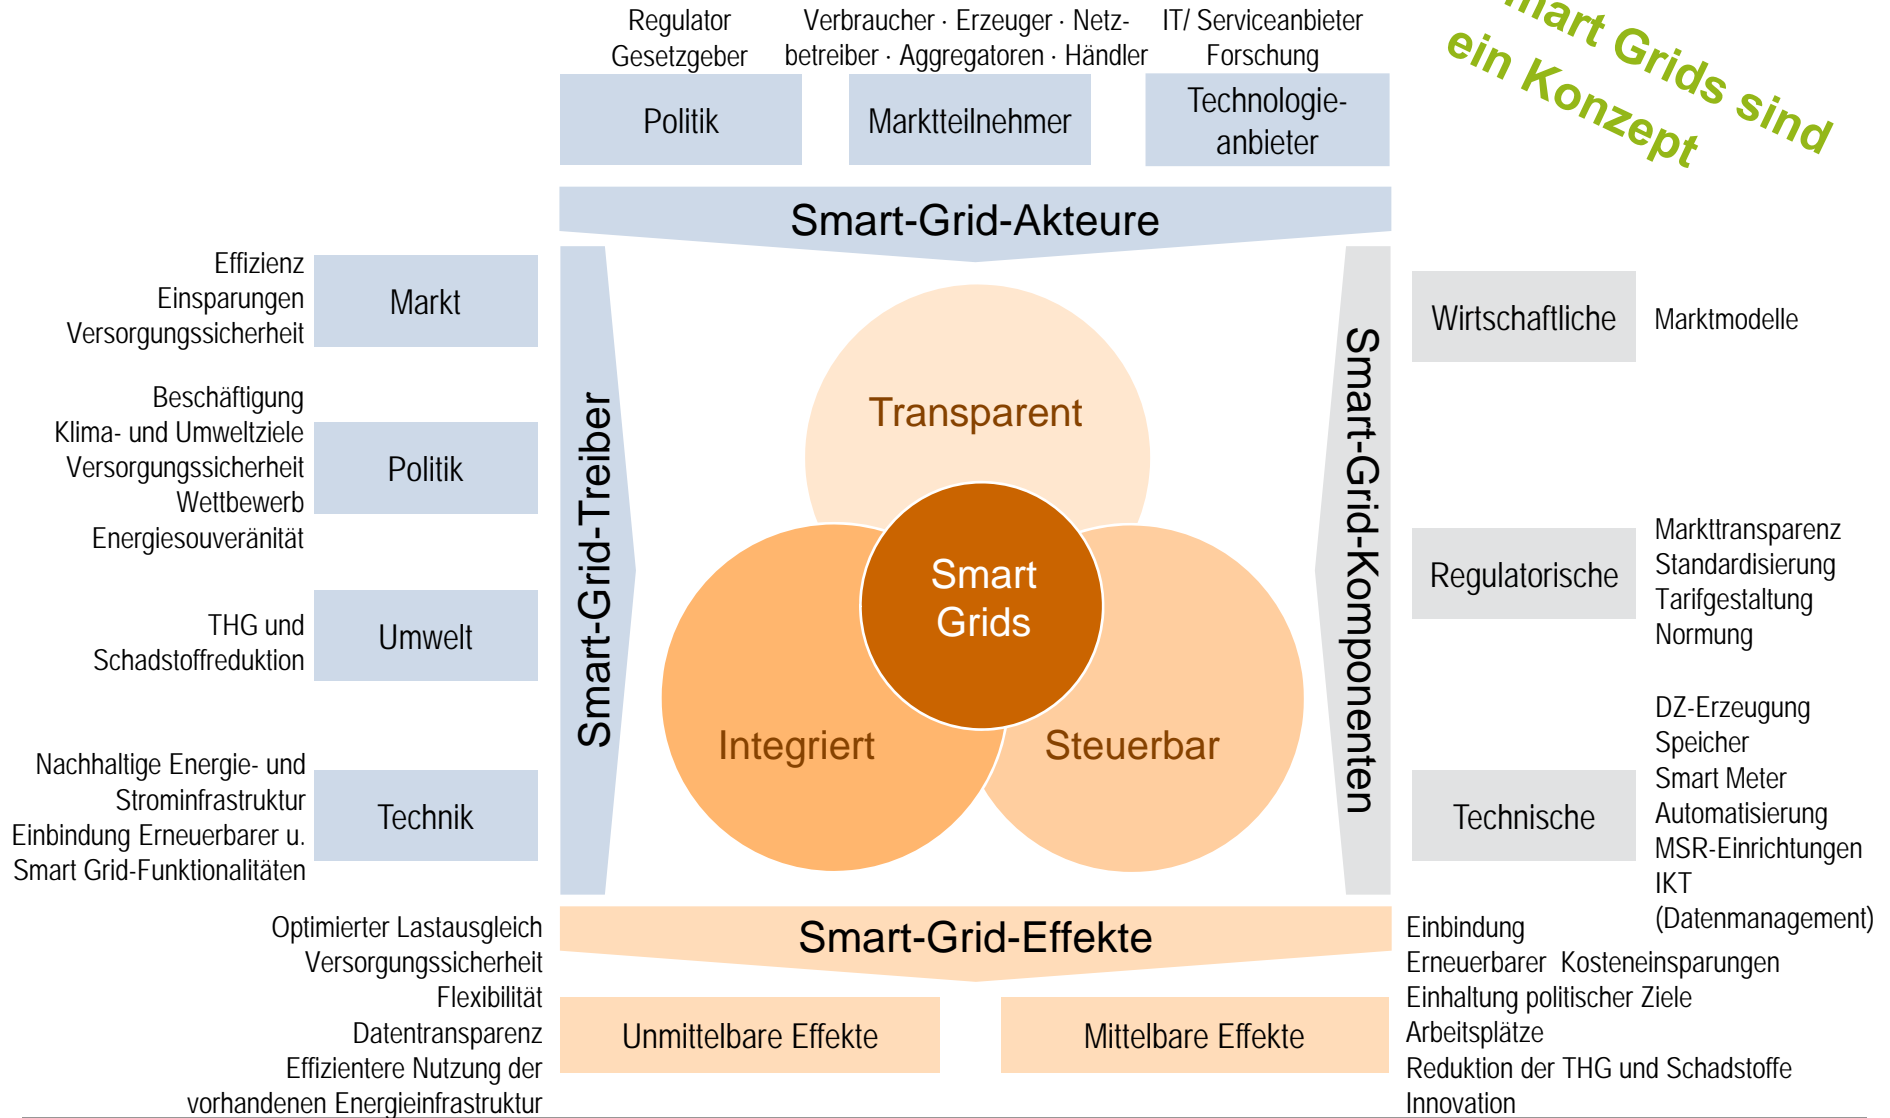 Regulator
Gesetzgeber
Verbraucher · Erzeuger · Netz-
betreiber · Aggregatoren · Händler
IT/ Serviceanbieter
Forschung
Grids sind
ein Konzept
Politik
Marktteilnehmer
Technologie-
anbieter
Smart-Grid-Akteure
Effizienz
Einsparungen
Versorgungssicherheit
Markt
Beschäftigung
Klima- und Umweltziele
Versorgungssicherheit
Wettbewerb
Energiesouveränität
Politik
THG und
Schadstoffreduktion
Umwelt
Nachhaltige Energie- und
Strominfrastruktur
Einbindung Erneuerbarer u.
Smart Grid-Funktionalitäten
Technik
Smart-Grid-Treiber
Transparent
Smart
Grids
Integriert
Steuerbar
Smart-Grid-Komponenten
Wirtschaftliche
Marktmodelle
Regulatorische
Markttransparenz
Standardisierung
Tarifgestaltung
Normung
Technische
DZ-Erzeugung
Speicher
Smart Meter
Automatisierung
MSR-Einrichtungen
IKT
(Datenmanagement)
Smart-Grid-Effekte
Optimierter Lastausgleich
Versorgungssicherheit
Flexibilität
Datentransparenz
Effizientere Nutzung der
vorhandenen Energieinfrastruktur
Unmittelbare Effekte
Mittelbare Effekte
Einbindung
Erneuerbarer Kosteneinsparungen
Einhaltung politischer Ziele
Arbeitsplätze
Reduktion der THG und Schadstoffe
Innovation